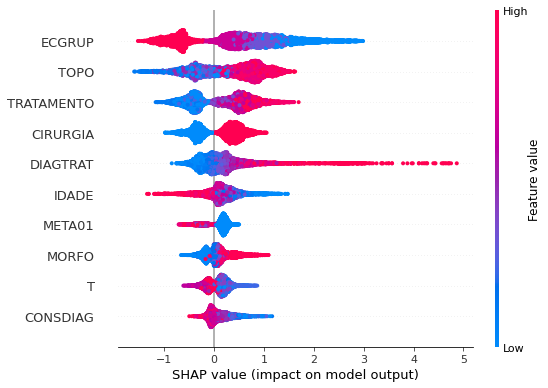 High
ECGRUP
TOPO
TRATAMENTO
CIRURGIA
DIAGTRAT
IDADE
META01
MORFO
T
CONSDIAG
Feature value
Low
−1 0 1 2 3 4 5
SHAP value (impact on model output)